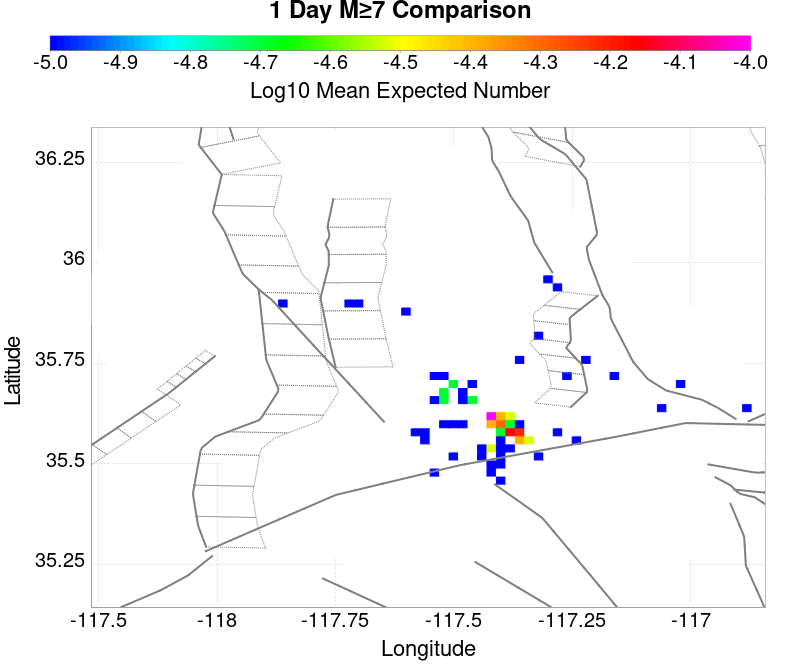 1 Day M≥7 Comparison
-5.0 -4.9 -4.8 -4.7 -4.6 -4.5 -4.4 -4.3 -4.2 -4.1 -4.0
Log10 Mean Expected Number
36.25
36
35.75
35.5
35.25
Latitude
-117.5 -118 -117.75 -117.5 -117.25 -117
Longitude